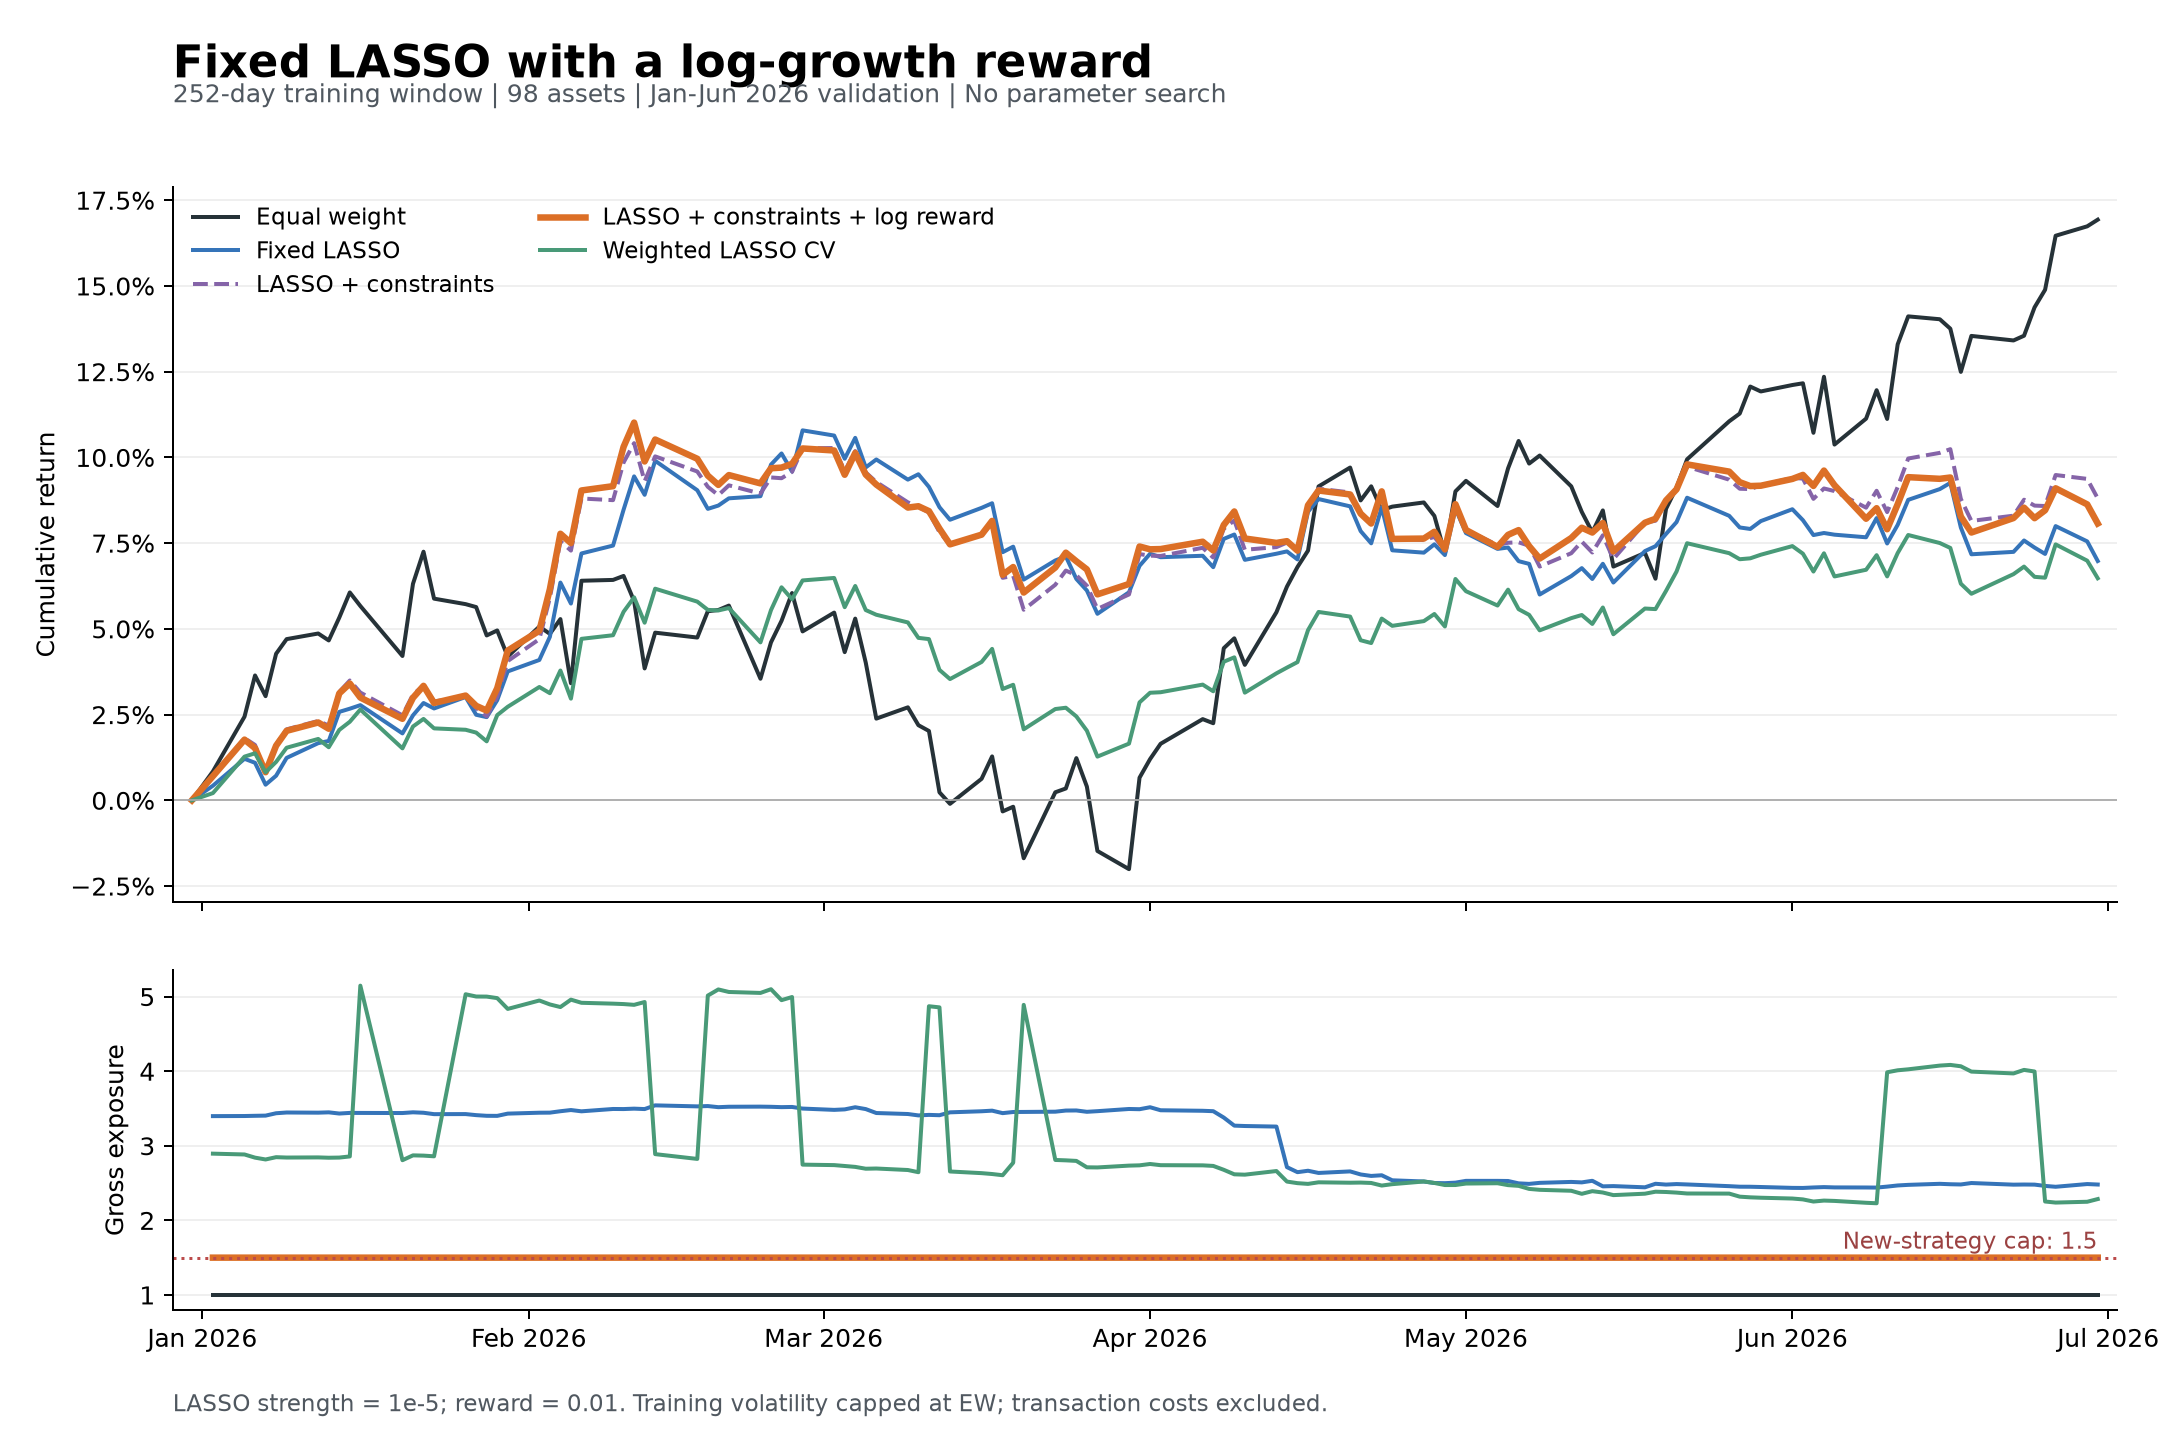 Fixed LASSO with a log-growth reward
252-day training window | 98 assets | Jan-Jun 2026 validation | No parameter search
Cumulative return
17.5%
15.0%
12.5%
10.0%
7.5%
5.0%
2.5%
0.0%
−2.5%
Equal weight
Fixed LASSO
LASSO + constraints
LASSO + constraints + log reward
Weighted LASSO CV
Gross exposure
5
4
3
2
1
New-strategy cap: 1.5
Jan 2026 Feb 2026 Mar 2026 Apr 2026 May 2026 Jun 2026 Jul 2026
LASSO strength = 1e-5; reward = 0.01. Training volatility capped at EW; transaction costs excluded.